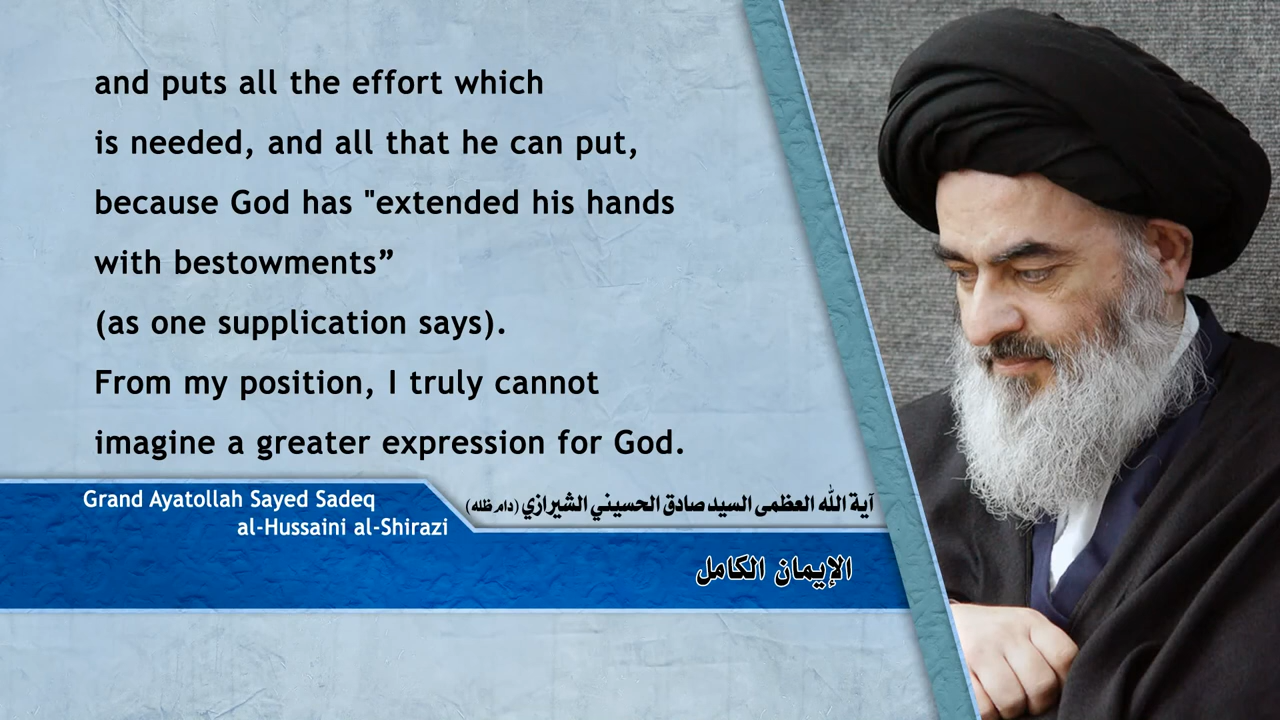 and puts all the effort which
is needed, and all that he can put,
because God has "extended his hands
with bestowments”
(as one supplication says).
From my position, I truly cannot
imagine a greater expression for God.
Grand Ayatollah Sayed Sadeq
al-Hussaini al-Shirazi
آية الله العظمى السيد صادق الحسيني الشيرازي (دام ظله)
الإيمان الكامل